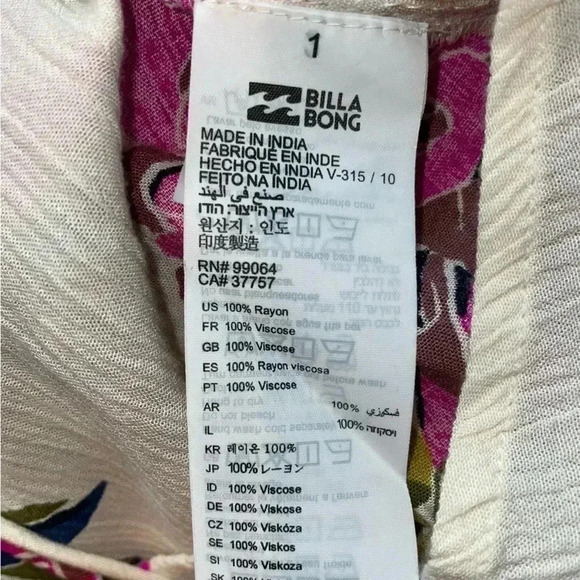 1
BILLA
BONG
MADE IN INDIA
FABRIQUÉ EN INDE
HECHO EN INDIA V-315 / 10
FEITO NA INDIA
صنع في الهند
ארץ הייצור: הודו
원산지 : 인도
印度製造
RN# 99064
CA# 37757
US 100% Rayon
FR 100% Viscose
GB 100% Viscose
ES 100% Rayon viscosa
PT 100% Viscose
AR 100% فسكوزي
IL 100% ויסקוזה
KR 레이온 100%
JP 100% レーヨン
ID 100% Viscose
DE 100% Viskose
CZ 100% Viskóza
SE 100% Viskos
SI 100% Viskoza